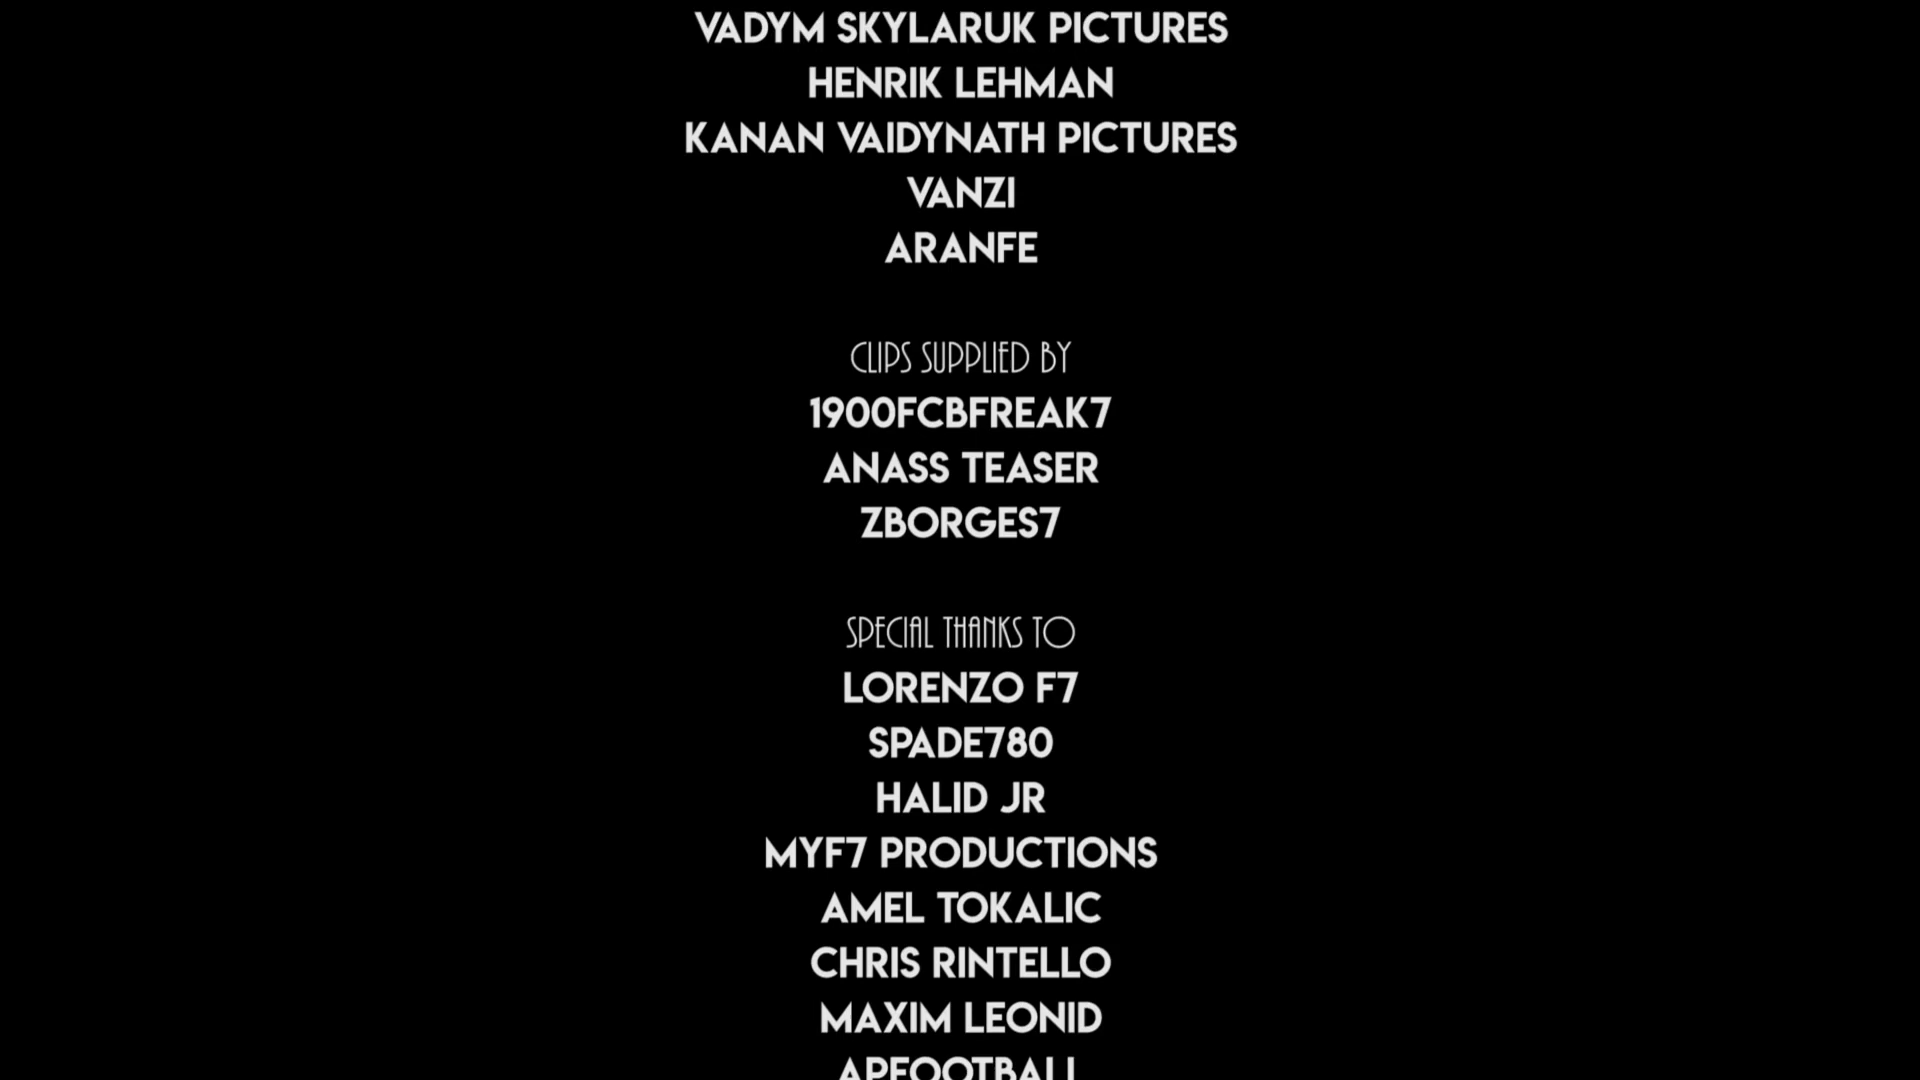 VADYM SKYLARUK PICTURES
HENRIK LEHMAN
KANAN VAIDYNATH PICTURES
VANZI
ARANFE
CLIPS SUPPLIED BY
1900FCBFREAK7
ANASS TEASER
ZBORGES7
SPECIAL THANKS TO
LORENZO F7
SPADE780
HALID JR
MYF7 PRODUCTIONS
AMEL TOKALIC
CHRIS RINTELLO
MAXIM LEONID
APFOOTBALL